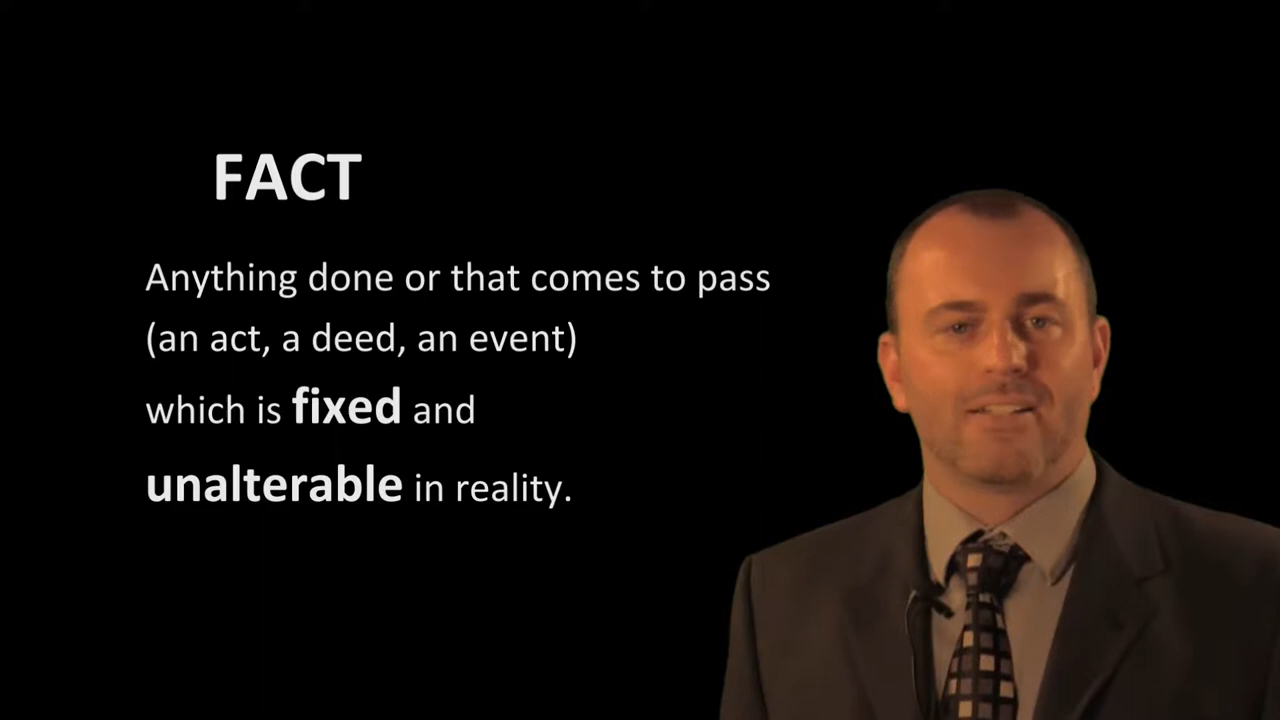 FACT
Anything done or that comes to pass
(an act, a deed, an event)
which is fixed and
unalterable in reality.